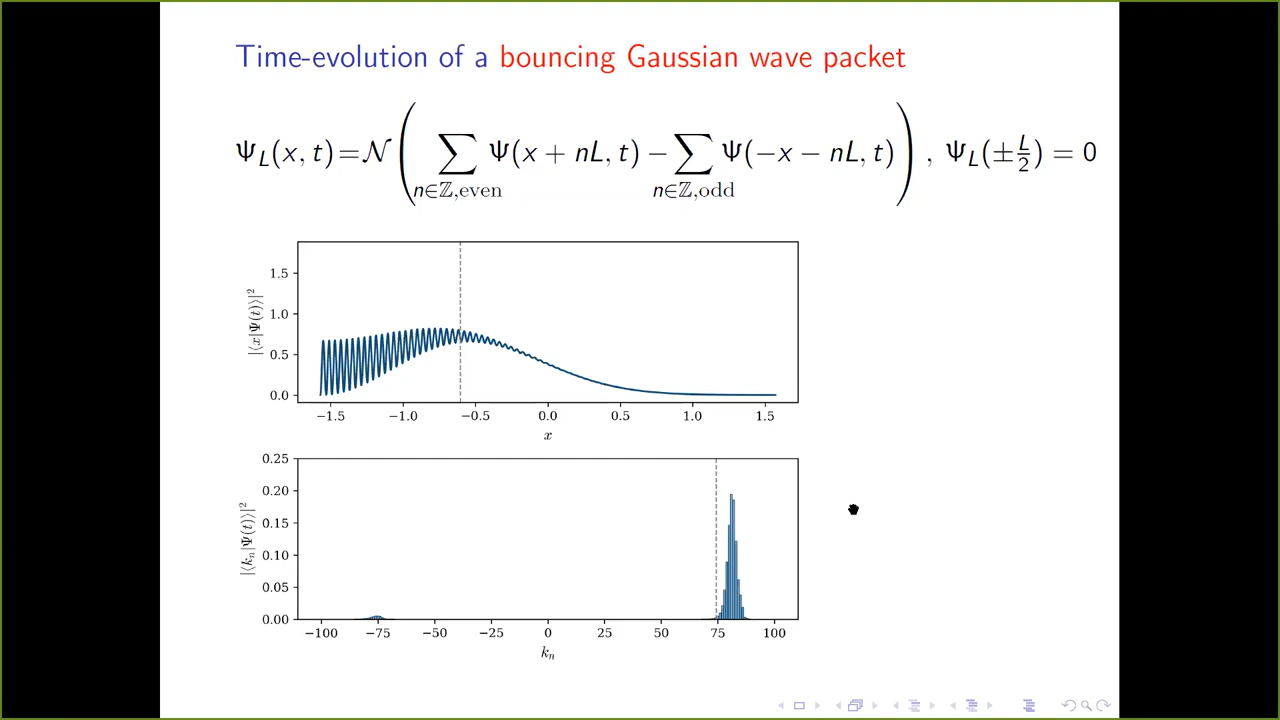 Time-evolution of a bouncing Gaussian wave packet
Ψ_L(x, t) = 𝒩 ( ∑_{n∈ℤ,even} Ψ(x + nL, t) − ∑_{n∈ℤ,odd} Ψ(−x − nL, t) ) , Ψ_L(±L/2) = 0
|⟨x|Ψ(t)⟩|²
1.5
1.0
0.5
0.0
−1.5 −1.0 −0.5 0.0 0.5 1.0 1.5
x
|⟨k_n|Ψ(t)⟩|²
0.25
0.20
0.15
0.10
0.05
0.00
−100 −75 −50 −25 0 25 50 75 100
k_n